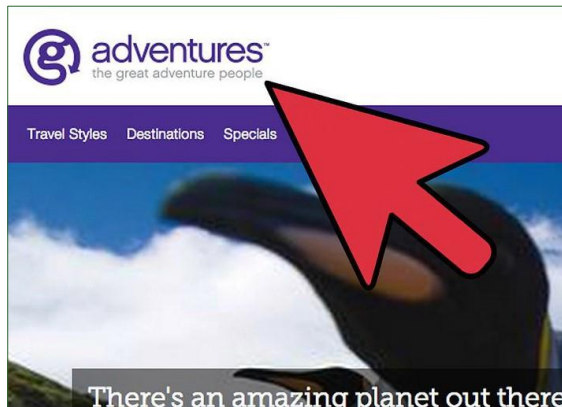 g adventures™
the great adventure people
Travel Styles Destinations Specials
There's an amazing planet out there